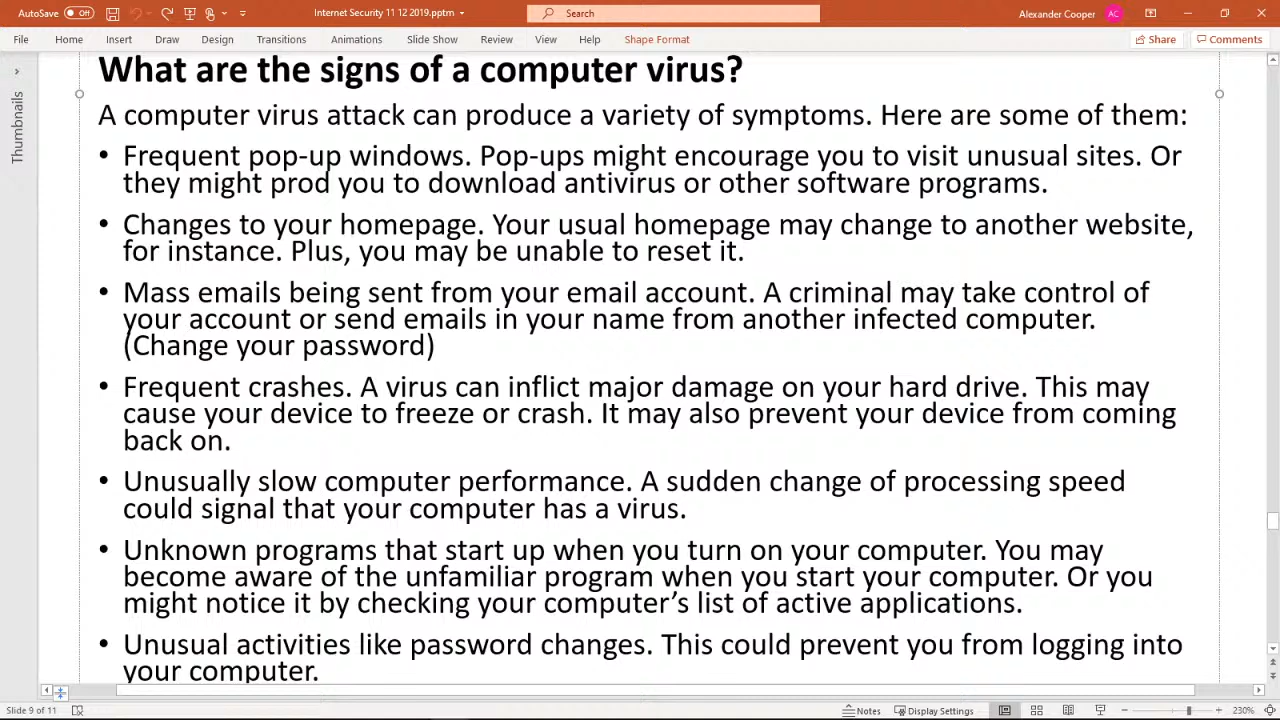 AutoSave Off Internet Security 11 12 2019.pptm Search Alexander Cooper AC
File Home Insert Draw Design Transitions Animations Slide Show Review View Help Shape Format Share Comments
Thumbnails
What are the signs of a computer virus?
A computer virus attack can produce a variety of symptoms. Here are some of them:
• Frequent pop-up windows. Pop-ups might encourage you to visit unusual sites. Or
they might prod you to download antivirus or other software programs.
• Changes to your homepage. Your usual homepage may change to another website,
for instance. Plus, you may be unable to reset it.
• Mass emails being sent from your email account. A criminal may take control of
your account or send emails in your name from another infected computer.
(Change your password)
• Frequent crashes. A virus can inflict major damage on your hard drive. This may
cause your device to freeze or crash. It may also prevent your device from coming
back on.
• Unusually slow computer performance. A sudden change of processing speed
could signal that your computer has a virus.
• Unknown programs that start up when you turn on your computer. You may
become aware of the unfamiliar program when you start your computer. Or you
might notice it by checking your computer’s list of active applications.
• Unusual activities like password changes. This could prevent you from logging into
your computer.
Slide 9 of 11 Notes Display Settings 230%